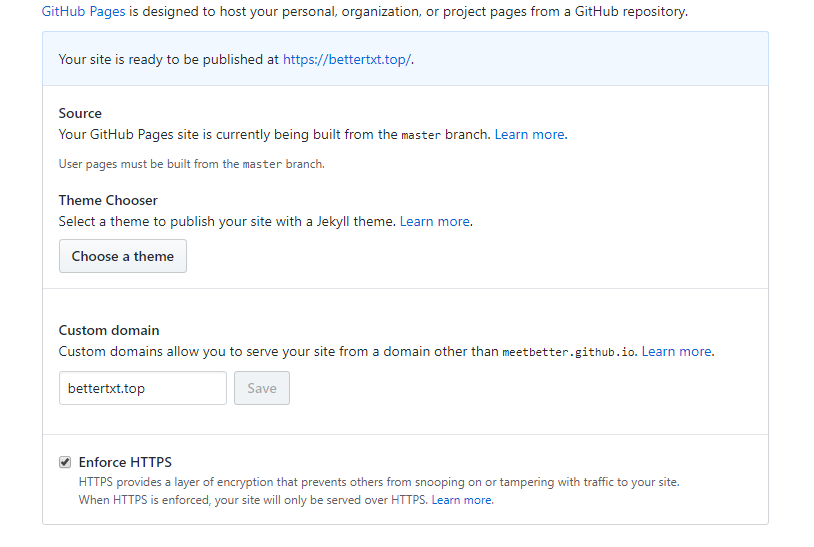 GitHub Pages is designed to host your personal, organization, or project pages from a GitHub repository.
Your site is ready to be published at https://bettertxt.top/.
Source
Your GitHub Pages site is currently being built from the master branch. Learn more.
User pages must be built from the master branch.
Theme Chooser
Select a theme to publish your site with a Jekyll theme. Learn more.
Choose a theme
Custom domain
Custom domains allow you to serve your site from a domain other than meetbetter.github.io. Learn more.
bettertxt.top Save
Enforce HTTPS
HTTPS provides a layer of encryption that prevents others from snooping on or tampering with traffic to your site.
When HTTPS is enforced, your site will only be served over HTTPS. Learn more.